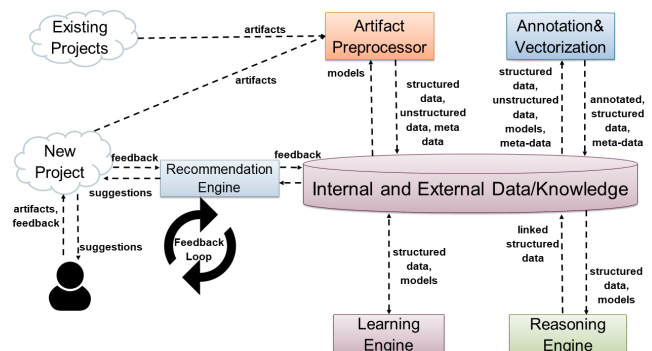 Existing
Projects
artifacts
Artifact
Preprocessor
Annotation&
Vectorization
artifacts
models
structured
data,
unstructured
data, meta
data
structured
data,
unstructured
data,
models,
meta-data
annotated,
structured
data,
meta-data
New
Project
feedback
suggestions
Recommendation
Engine
feedback
Internal and External Data/Knowledge
artifacts,
feedback
suggestions
Feedback
Loop
structured
data,
models
linked
structured
data
structured
data,
models
Learning
Engine
Reasoning
Engine